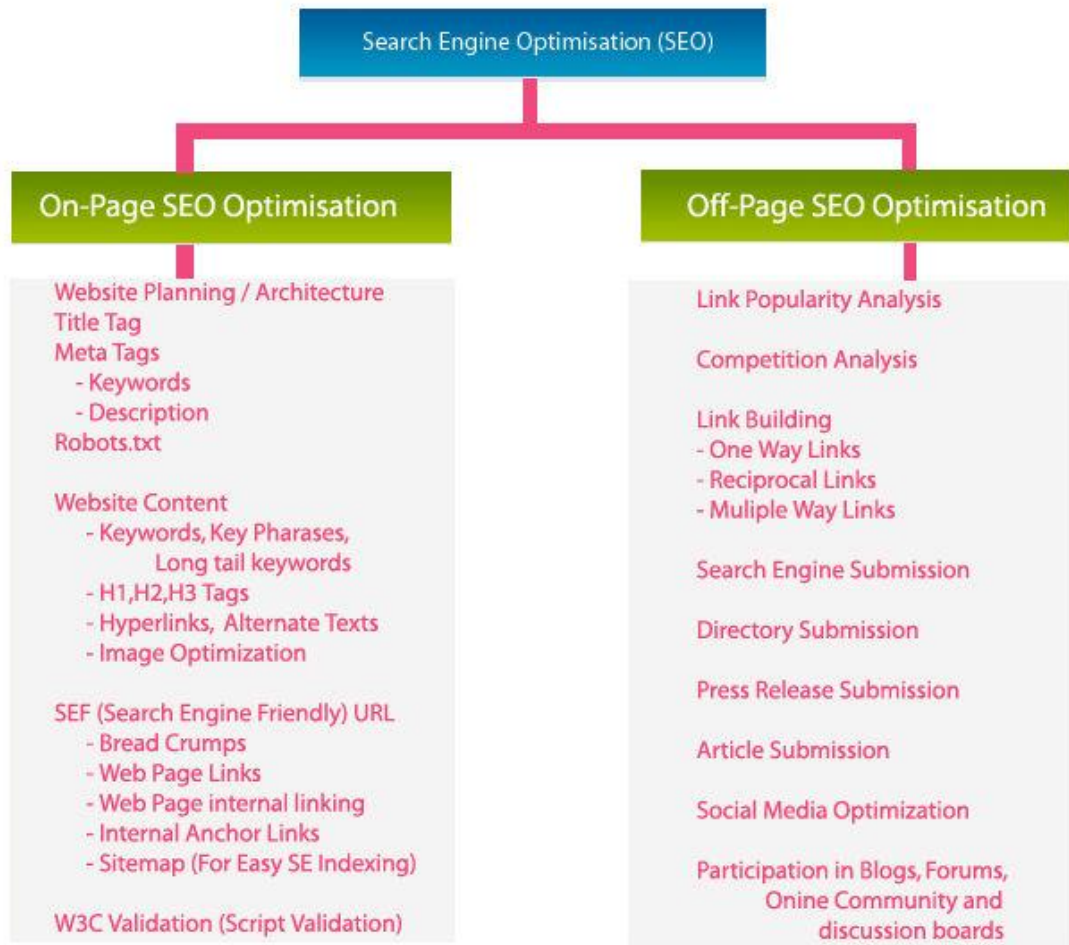 Search Engine Optimisation (SEO)
On-Page SEO Optimisation
Website Planning / Architecture
Title Tag
Meta Tags
- Keywords
- Description
Robots.txt
Website Content
- Keywords, Key Pharases,
Long tail keywords
- H1,H2,H3 Tags
- Hyperlinks, Alternate Texts
- Image Optimization
SEF (Search Engine Friendly) URL
- Bread Crumps
- Web Page Links
- Web Page internal linking
- Internal Anchor Links
- Sitemap (For Easy SE Indexing)
W3C Validation (Script Validation)
Off-Page SEO Optimisation
Link Popularity Analysis
Competition Analysis
Link Building
- One Way Links
- Reciprocal Links
- Muliple Way Links
Search Engine Submission
Directory Submission
Press Release Submission
Article Submission
Social Media Optimization
Participation in Blogs, Forums,
Onine Community and
discussion boards